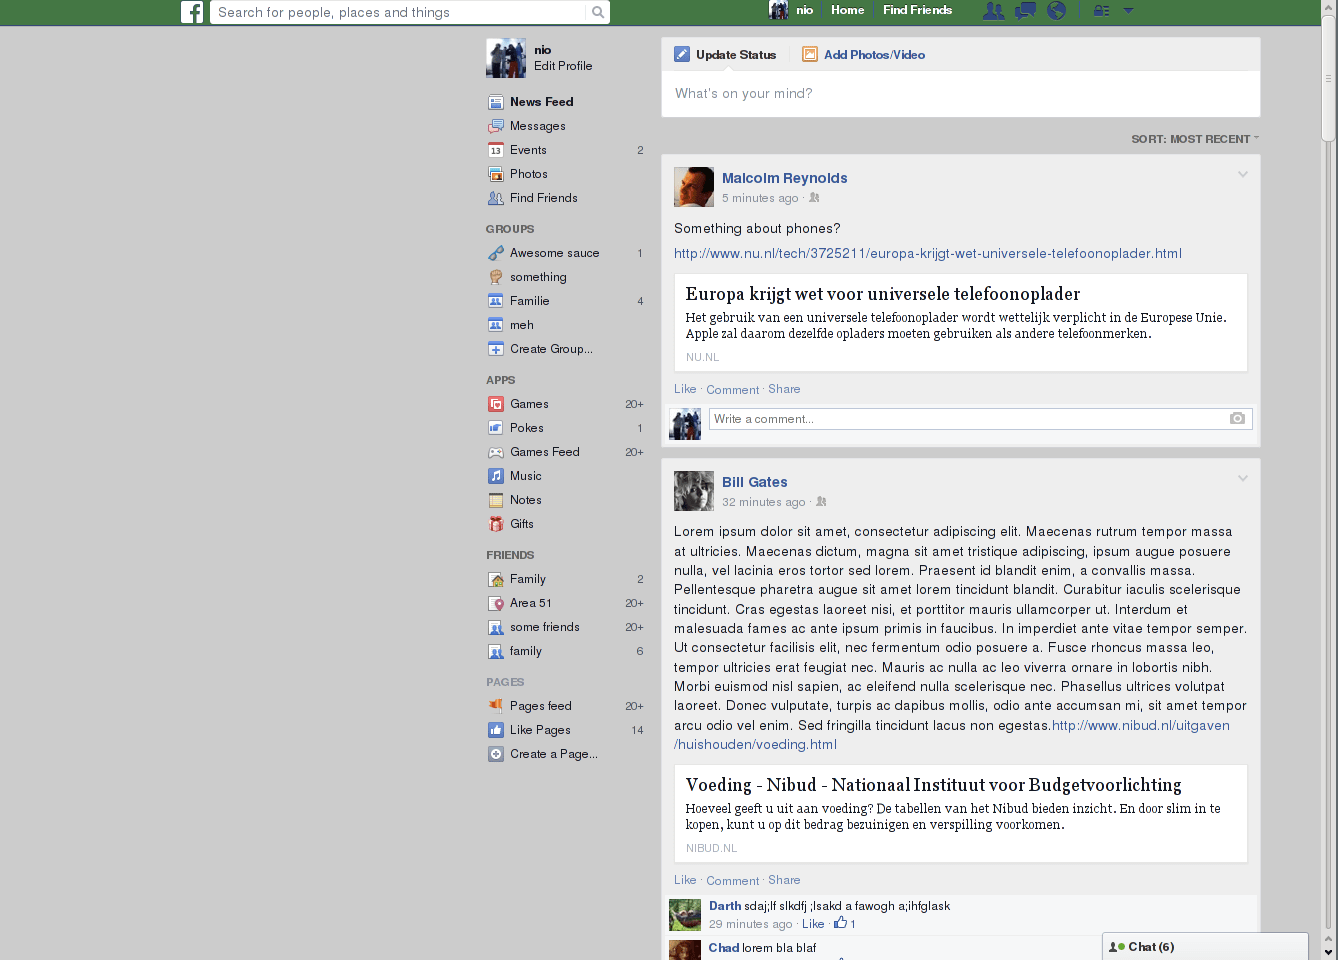 Search for people, places and things
nio Home Find Friends
nio
Edit Profile
News Feed
Messages
13 Events 2
Photos
Find Friends
GROUPS
Awesome sauce 1
something
Familie 4
meh
Create Group...
APPS
Games 20+
Pokes 1
Games Feed 20+
Music
Notes
Gifts
FRIENDS
Family 2
Area 51 20+
some friends 20+
family 6
PAGES
Pages feed 20+
Like Pages 14
Create a Page...
Update Status Add Photos/Video
What's on your mind?
SORT: MOST RECENT
Malcolm Reynolds
5 minutes ago ·
Something about phones?
http://www.nu.nl/tech/3725211/europa-krijgt-wet-universele-telefoonoplader.html
Europa krijgt wet voor universele telefoonoplader
Het gebruik van een universele telefoonoplader wordt wettelijk verplicht in de Europese Unie.
Apple zal daarom dezelfde opladers moeten gebruiken als andere telefoonmerken.
NU.NL
Like · Comment · Share
Write a comment...
Bill Gates
32 minutes ago ·
Lorem ipsum dolor sit amet, consectetur adipiscing elit. Maecenas rutrum tempor massa
at ultricies. Maecenas dictum, magna sit amet tristique adipiscing, ipsum augue posuere
nulla, vel lacinia eros tortor sed lorem. Praesent id blandit enim, a convallis massa.
Pellentesque pharetra augue sit amet lorem tincidunt blandit. Curabitur iaculis scelerisque
tincidunt. Cras egestas laoreet nisi, et porttitor mauris ullamcorper ut. Interdum et
malesuada fames ac ante ipsum primis in faucibus. In imperdiet ante vitae tempor semper.
Ut consectetur facilisis elit, nec fermentum odio posuere a. Fusce rhoncus massa leo,
tempor ultricies erat feugiat nec. Mauris ac nulla ac leo viverra ornare in lobortis nibh.
Morbi euismod nisl sapien, ac eleifend nulla scelerisque nec. Phasellus ultrices volutpat
laoreet. Donec vulputate, turpis ac dapibus mollis, odio ante accumsan mi, sit amet tempor
arcu odio vel enim. Sed fringilla tincidunt lacus non egestas.http://www.nibud.nl/uitgaven
/huishouden/voeding.html
Voeding - Nibud - Nationaal Instituut voor Budgetvoorlichting
Hoeveel geeft u uit aan voeding? De tabellen van het Nibud bieden inzicht. En door slim in te
kopen, kunt u op dit bedrag bezuinigen en verspilling voorkomen.
NIBUD.NL
Like · Comment · Share
Darth sdaj;lf slkdfj ;lsakd a fawogh a;ihfglask
29 minutes ago · Like · 1
Chad lorem bla blaf
Chat (6)